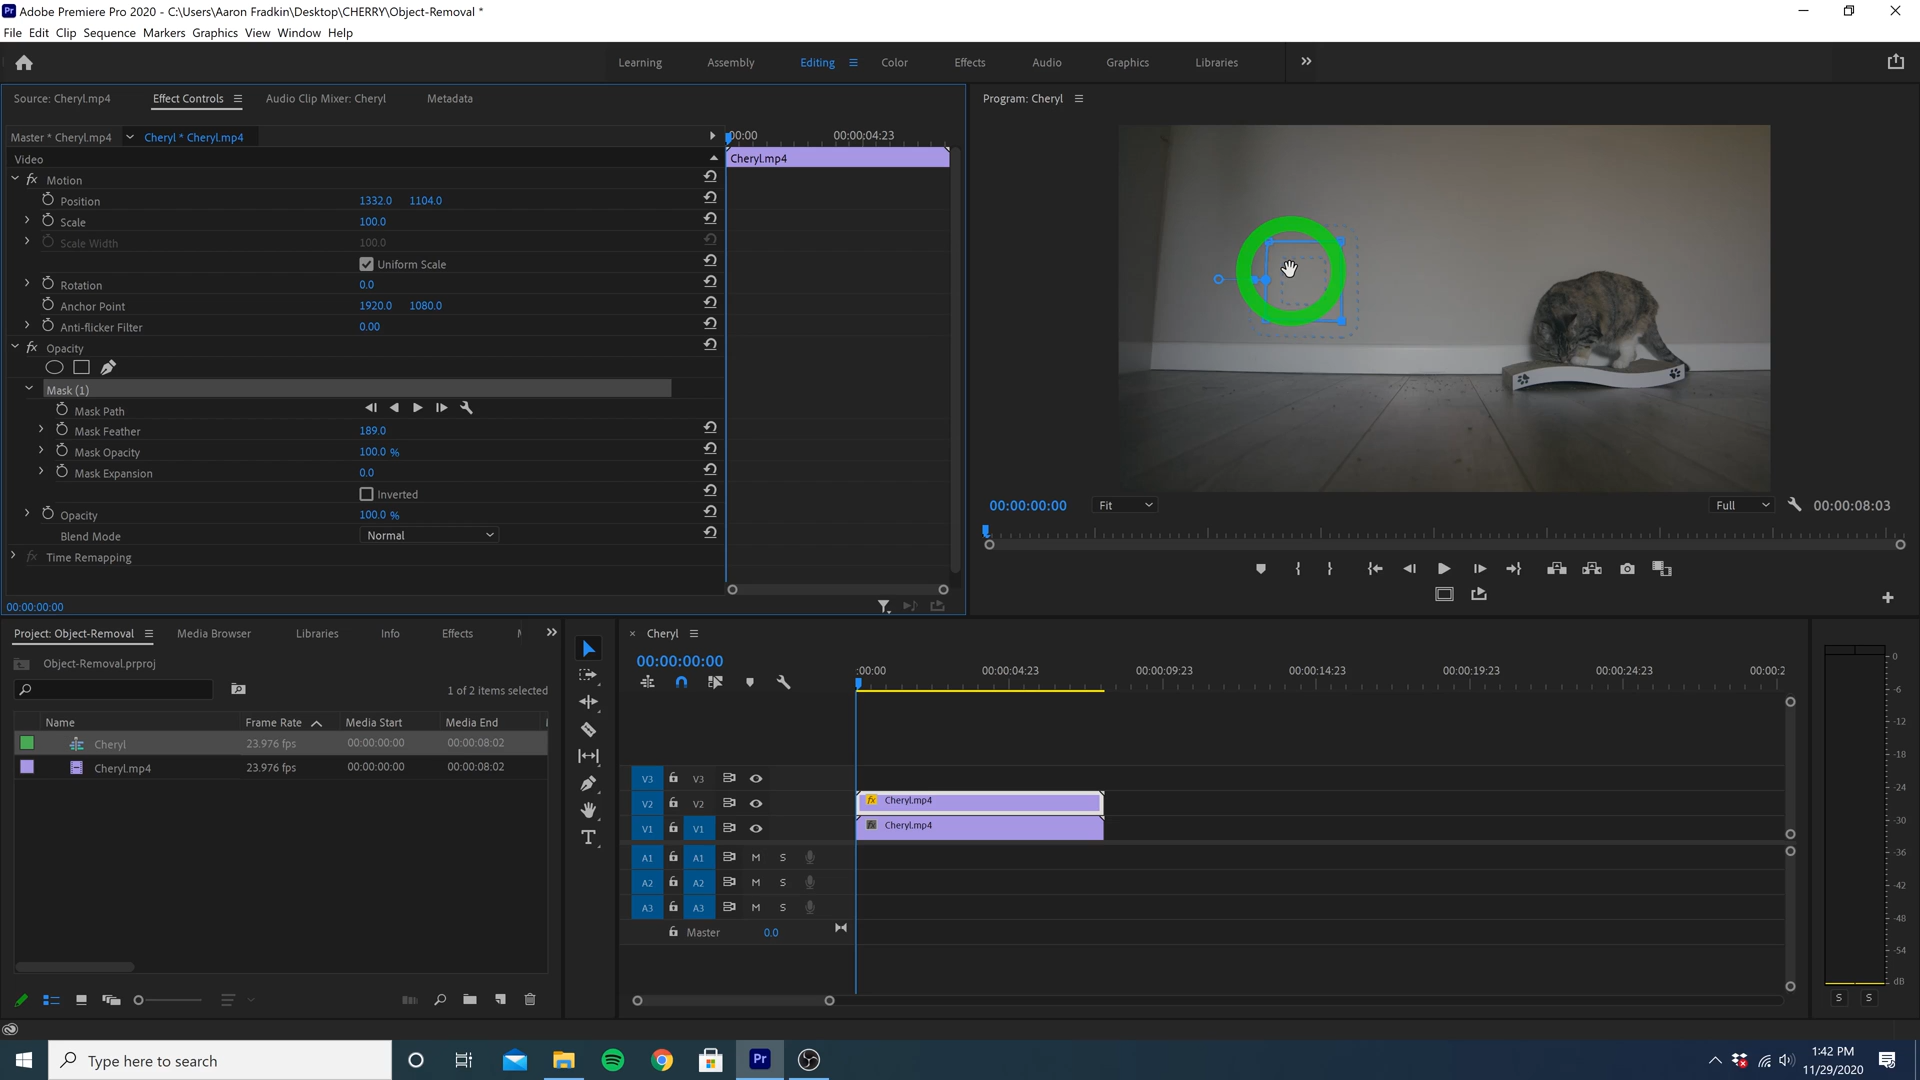 Adobe Premiere Pro 2020 - C:\Users\Aaron Fradkin\Desktop\CHERRY\Object-Removal *
File Edit Clip Sequence Markers Graphics View Window Help
Learning Assembly Editing Color Effects Audio Graphics Libraries
Source: Cheryl.mp4 Effect Controls Audio Clip Mixer: Cheryl Metadata
Program: Cheryl
Master * Cheryl.mp4 Cheryl * Cheryl.mp4
:00:00 00:00:04:23
Video
Cheryl.mp4
fx Motion
Position 1332.0 1104.0
Scale 100.0
Scale Width 100.0
Uniform Scale
Rotation 0.0
Anchor Point 1920.0 1080.0
Anti-flicker Filter 0.00
fx Opacity
Mask (1)
Mask Path
Mask Feather 189.0
Mask Opacity 100.0 %
Mask Expansion 0.0
Inverted
Opacity 100.0 %
Blend Mode Normal
fx Time Remapping
00:00:00:00
00:00:00:00 Fit Full 00:00:08:03
Project: Object-Removal Media Browser Libraries Info Effects
Object-Removal.prproj
1 of 2 items selected
Name Frame Rate Media Start Media End
Cheryl 23.976 fps 00:00:00:00 00:00:08:02
Cheryl.mp4 23.976 fps 00:00:00:00 00:00:08:02
× Cheryl
00:00:00:00
:00:00 00:00:04:23 00:00:09:23 00:00:14:23 00:00:19:23 00:00:24:23 00:00:2
V3 V3
V2 V2 fx Cheryl.mp4
V1 V1 fx Cheryl.mp4
A1 A1 M S
A2 A2 M S
A3 A3 M S
Master 0.0
0
-6
-12
-18
-24
-30
-36
-42
-48
-54
dB
S S
Type here to search
Pr
1:42 PM
11/29/2020